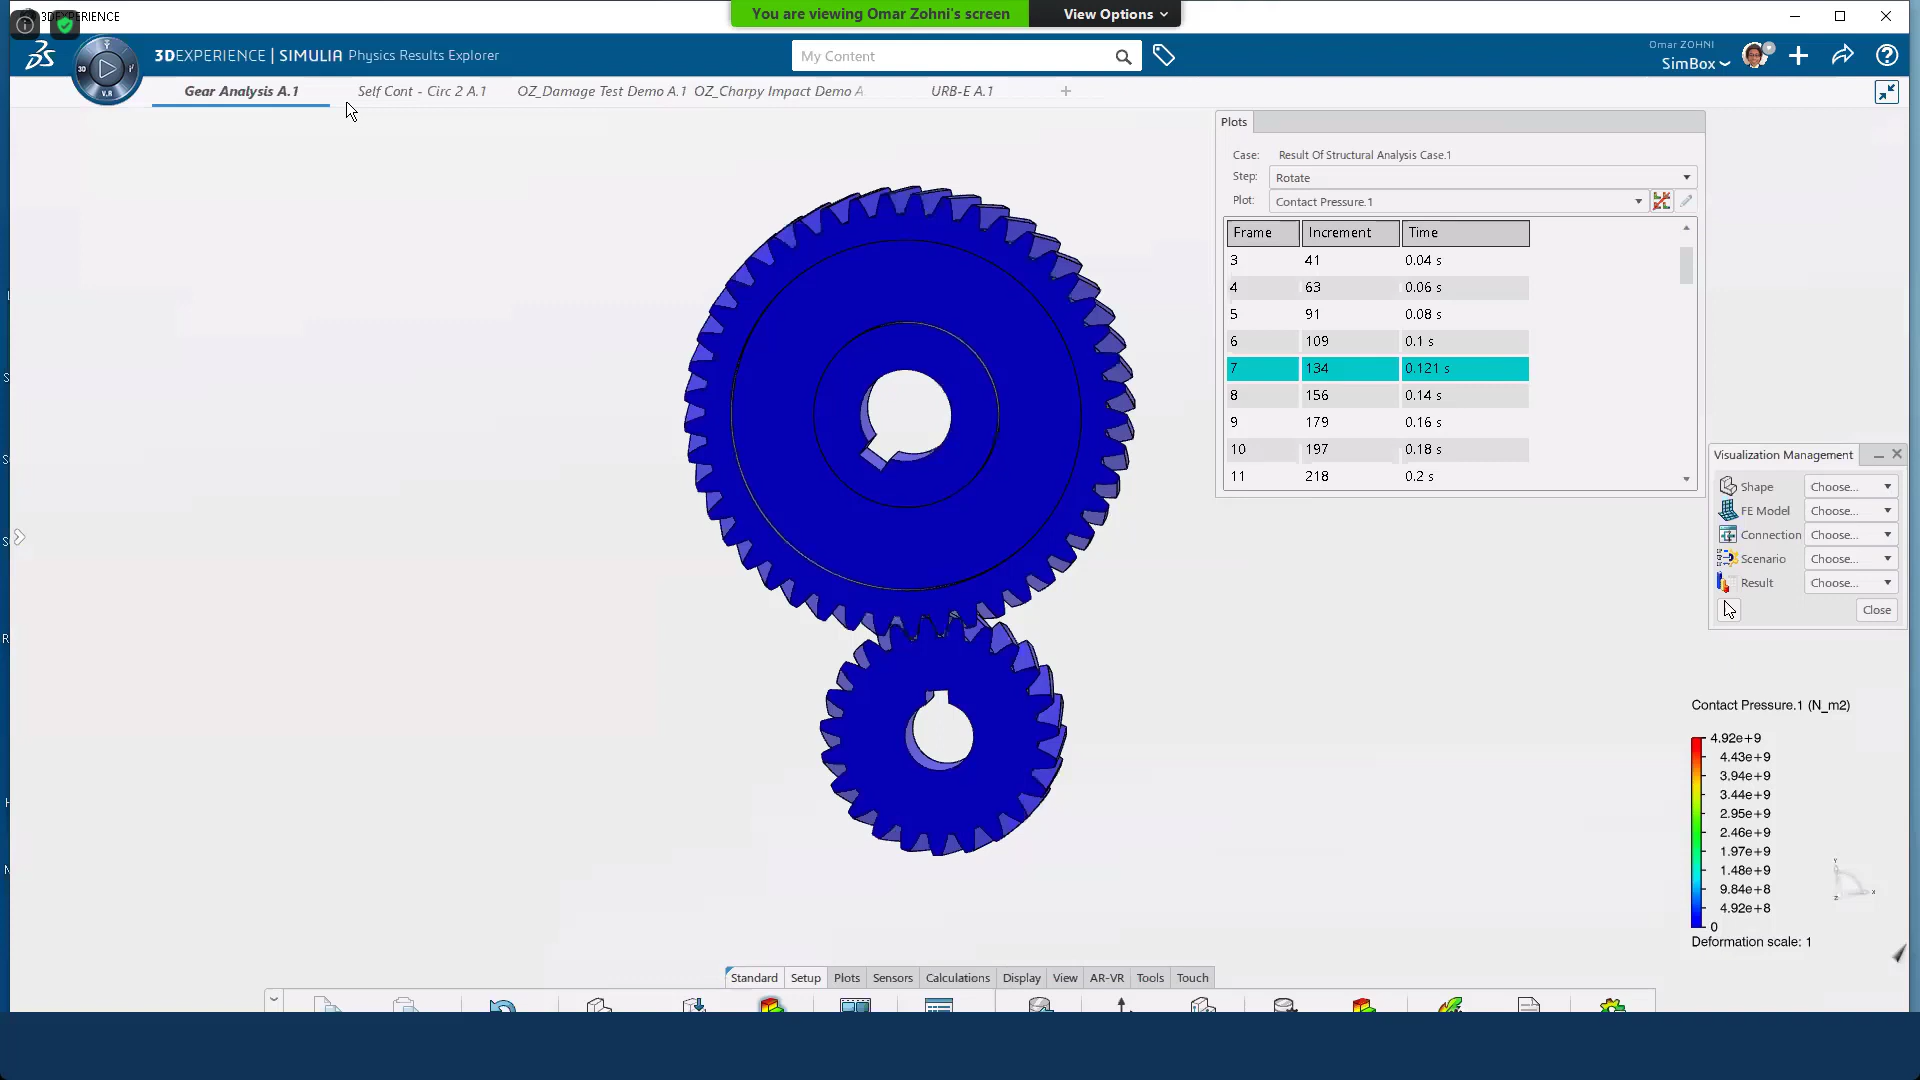 3DEXPERIENCE
You are viewing Omar Zohni's screen
View Options
3DEXPERIENCE | SIMULIA Physics Results Explorer
My Content
Omar ZOHNI
SimBox
3D
V.R
Gear Analysis A.1
Self Cont - Circ 2 A.1
OZ_Damage Test Demo A.1
OZ_Charpy Impact Demo A
URB-E A.1
+
Plots
Case: Result Of Structural Analysis Case.1
Step: Rotate
Plot: Contact Pressure.1
Frame Increment Time
3 41 0.04 s
4 63 0.06 s
5 91 0.08 s
6 109 0.1 s
7 134 0.121 s
8 156 0.14 s
9 179 0.16 s
10 197 0.18 s
11 218 0.2 s
Visualization Management
Shape Choose...
FE Model Choose...
Connection Choose...
Scenario Choose...
Result Choose...
Close
Contact Pressure.1 (N_m2)
4.92e+9
4.43e+9
3.94e+9
3.44e+9
2.95e+9
2.46e+9
1.97e+9
1.48e+9
9.84e+8
4.92e+8
0
Deformation scale: 1
Standard Setup Plots Sensors Calculations Display View AR-VR Tools Touch